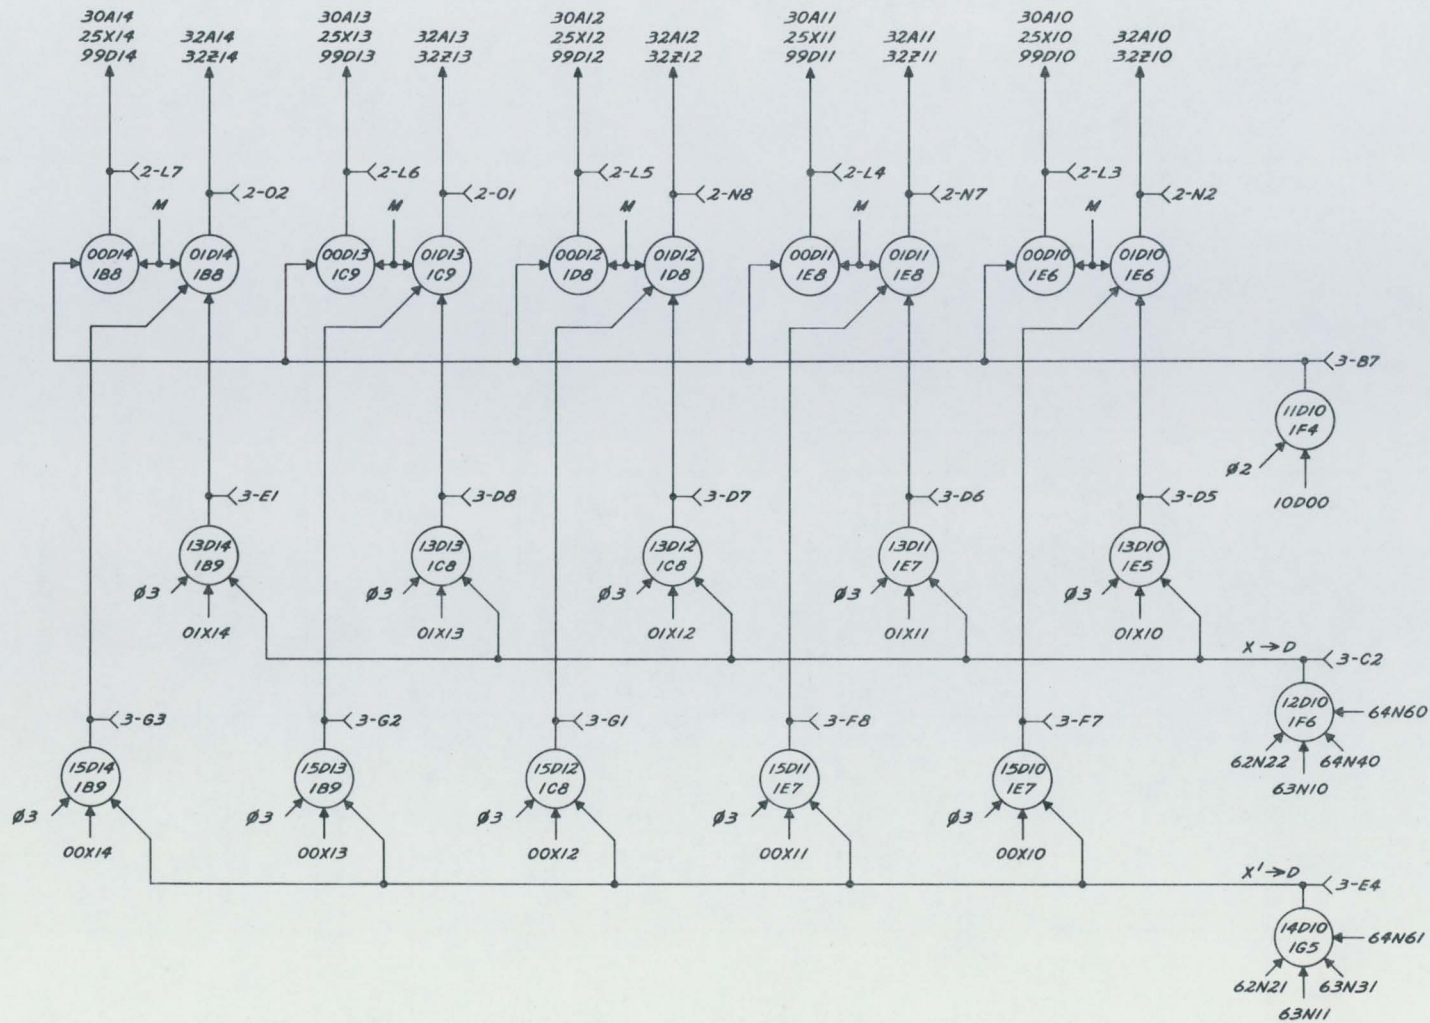 30A14 30A13 30A12 30A11 30A10
25X14 32A14 25X13 32A13 25X12 32A12 25X11 32A11 25X10 32A10
99D14 32Z14 99D13 32Z13 99D12 32Z12 99D11 32Z11 99D10 32Z10
2-L7 2-L6 2-L5 2-L4 2-L3
2-02 2-01 2-N8 2-N7 2-N2
M M M M M
00D14 01D14 00D13 01D13 00D12 01D12 00D11 01D11 00D10 01D10
1B8 1B8 1C9 1C9 1D8 1D8 1E8 1E8 1E6 1E6
3-B7
11D10
1F4
Ø2
10D00
3-E1 3-D8 3-D7 3-D6 3-D5
13D14 13D13 13D12 13D11 13D10
1B9 1C8 1C8 1E7 1E5
Ø3 Ø3 Ø3 Ø3 Ø3
01X14 01X13 01X12 01X11 01X10
X → D 3-C2
12D10
1F6 64N60
62N22 64N40
63N10
3-G3 3-G2 3-G1 3-F8 3-F7
15D14 15D13 15D12 15D11 15D10
1B9 1B9 1C8 1E7 1E7
Ø3 Ø3 Ø3 Ø3 Ø3
00X14 00X13 00X12 00X11 00X10
X' → D 3-E4
14D10
1G5 64N61
62N21 63N31
63N11